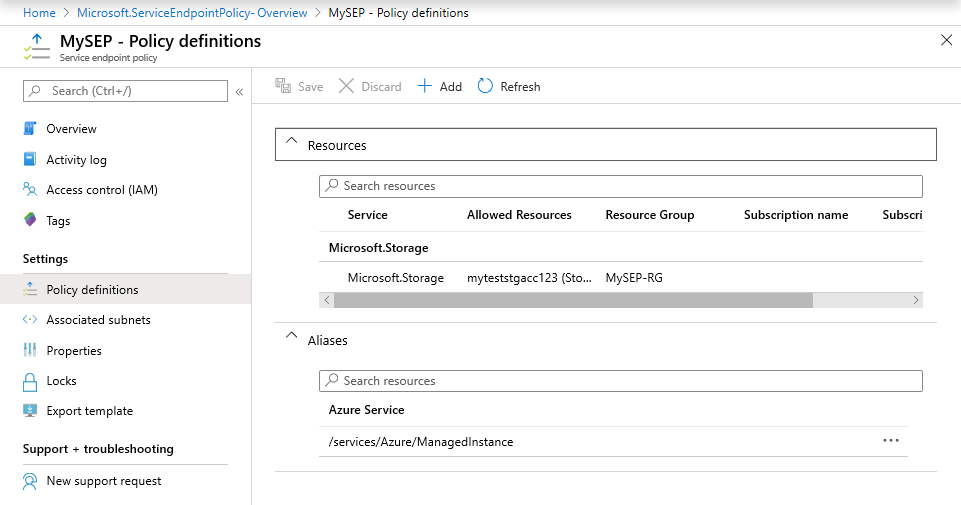 Home > Microsoft.ServiceEndpointPolicy- Overview > MySEP - Policy definitions
MySEP - Policy definitions
Service endpoint policy
Search (Ctrl+/)
Overview
Activity log
Access control (IAM)
Tags
Settings
Policy definitions
Associated subnets
Properties
Locks
Export template
Support + troubleshooting
New support request
Save Discard Add Refresh
Resources
Search resources
Service Allowed Resources Resource Group Subscription name Subscri
Microsoft.Storage
Microsoft.Storage myteststgacc123 (Sto... MySEP-RG
Aliases
Search resources
Azure Service
/services/Azure/ManagedInstance